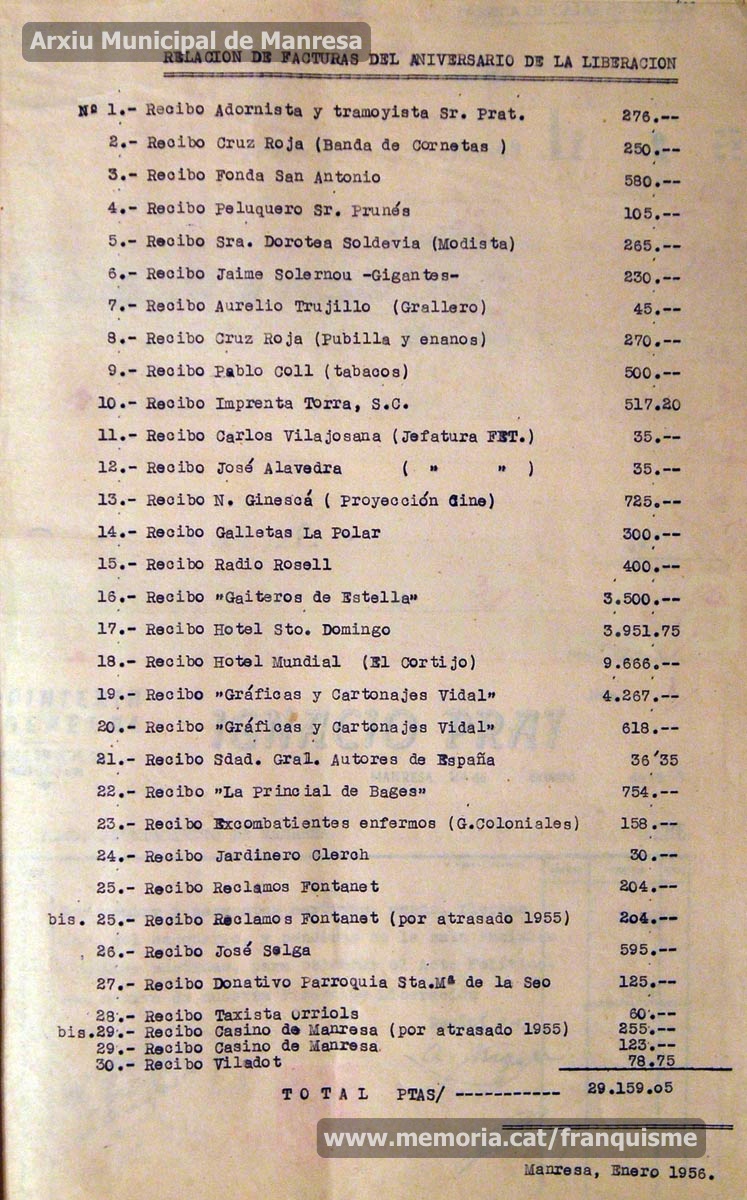 Arxiu Municipal de Manresa
RELACION DE FACTURAS DEL ANIVERSARIO DE LA LIBERACION
Nº 1.- Recibo Adornista y tramoyista Sr. Prat. 276.--
2.- Recibo Cruz Roja (Banda de Cornetas ) 250.--
3.- Recibo Fonda San Antonio 580.--
4.- Recibo Peluquero Sr. Prunés 105.--
5.- Recibo Sra. Dorotea Soldevia (Modista) 265.--
6.- Recibo Jaime Solernou -Gigantes- 230.--
7.- Recibo Aurelio Trujillo (Grallero) 45.--
8.- Recibo Cruz Roja (Pubilla y enanos) 270.--
9.- Recibo Pablo Coll (tabacos) 500.--
10.- Recibo Imprenta Torra, S.C. 517.20
11.- Recibo Carlos Vilajosana (Jefatura FET.) 35.--
12.- Recibo José Alavedra ( " " ) 35.--
13.- Recibo N. Ginescá ( Proyección Cine) 725.--
14.- Recibo Galletas La Polar 300.--
15.- Recibo Radio Rosell 400.--
16.- Recibo "Gaiteros de Estella" 3.500.--
17.- Recibo Hotel Sto. Domingo 3.951.75
18.- Recibo Hotel Mundial (El Cortijo) 9.666.--
19.- Recibo "Gráficas y Cartonajes Vidal" 4.267.--
20.- Recibo "Gráficas y Cartonajes Vidal" 618.--
21.- Recibo Sdad. Gral. Autores de España 36'35
22.- Recibo "La Princial de Bages" 754.--
23.- Recibo Excombatientes enfermos (G.Coloniales) 158.--
24.- Recibo Jardinero Clerch 30.--
25.- Recibo Reclamos Fontanet 204.--
bis. 25.- Recibo Reclamos Fontanet (por atrasado 1955) 204.--
26.- Recibo José Selga 595.--
27.- Recibo Donativo Parroquia Sta.Mª de la Seo 125.--
28.- Recibo Taxista Orriols 60.--
bis.29.- Recibo Casino de Manresa (por atrasado 1955) 255.--
29.- Recibo Casino de Manresa 123.--
30.- Recibo Viladot 78.75
T O T A L PTAS/ ----------- 29.159.05
www.memoria.cat/franquisme
Manresa, Enero 1956.